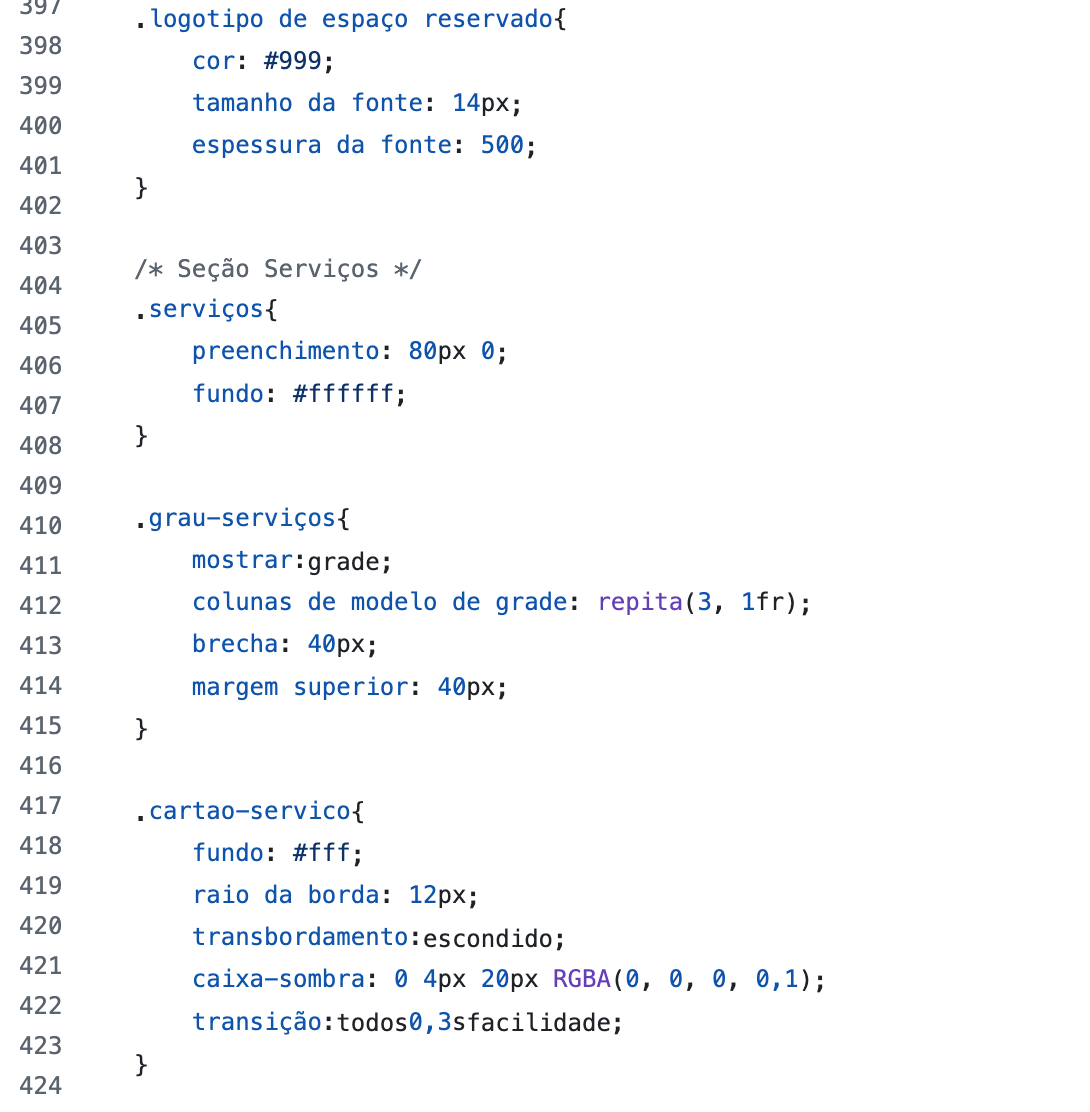 397
.logotipo de espaço reservado{
398
cor: #999;
399
tamanho da fonte: 14px;
400
espessura da fonte: 500;
401
}
402
403
/* Seção Serviços */
404
.serviços{
405
preenchimento: 80px 0;
406
fundo: #ffffff;
407
}
408
409
.grau-serviços{
410
mostrar:grade;
411
colunas de modelo de grade: repita(3, 1fr);
412
brecha: 40px;
413
margem superior: 40px;
414
}
415
416
.cartao-servico{
417
fundo: #fff;
418
raio da borda: 12px;
419
transbordamento:escondido;
420
caixa-sombra: 0 4px 20px RGBA(0, 0, 0, 0,1);
421
transição:todos0,3sfacilidade;
422
}
423
424